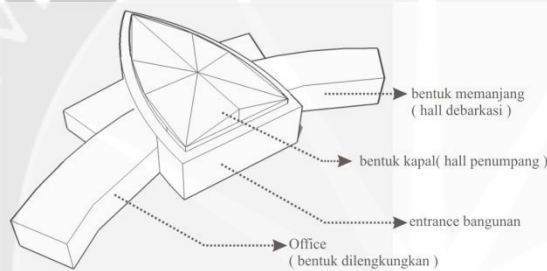 bentuk memanjang
( hall debarkasi )
bentuk kapal( hall penumpang )
entrance bangunan
Office
( bentuk dilengkungkan )